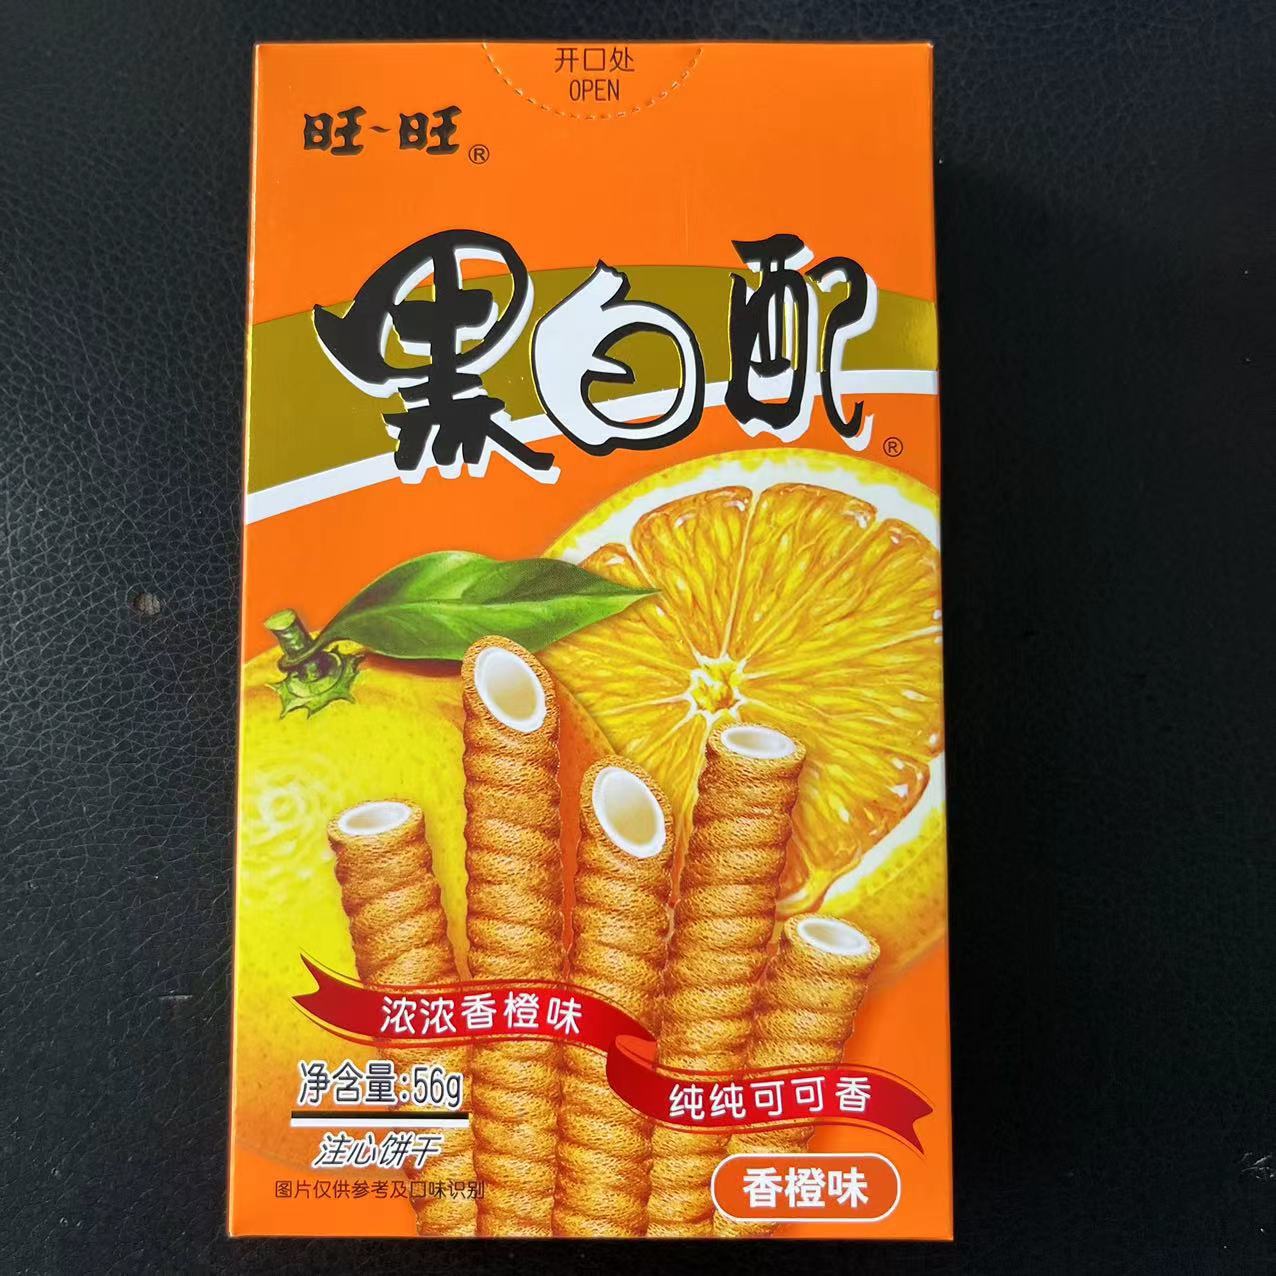 开口处
OPEN
旺~旺®
黑白配®
浓浓香橙味
纯纯可可香
净含量:56g
注心饼干
图片仅供参考及口味识别
香橙味